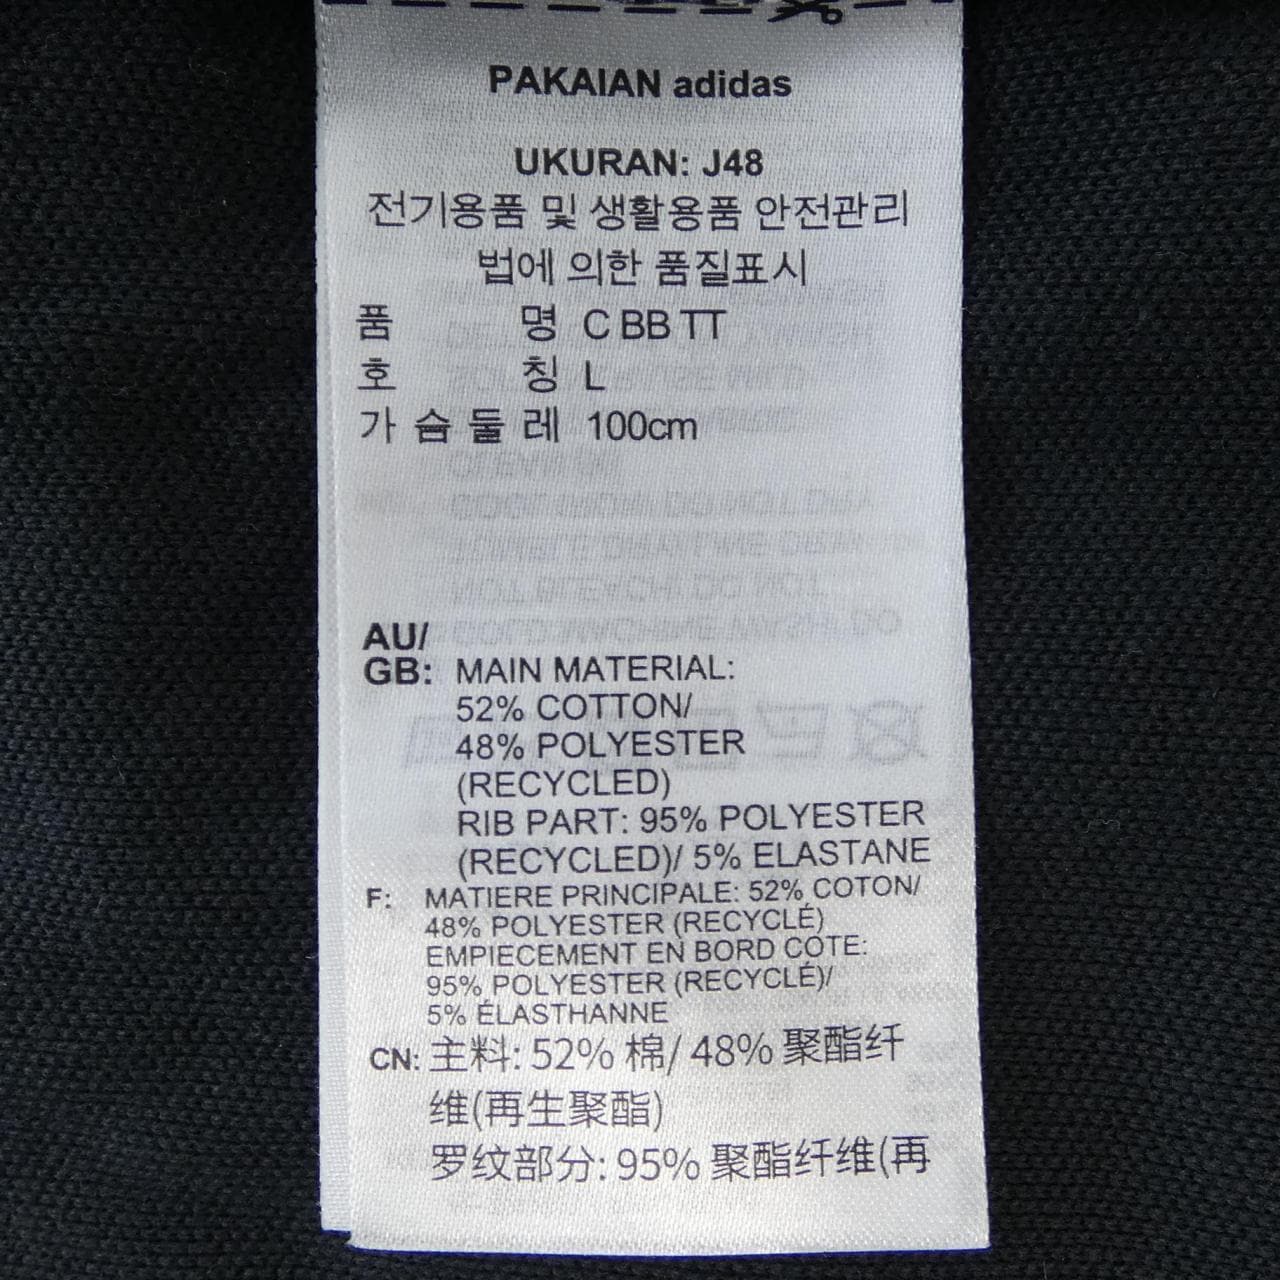 PAKAIAN adidas
UKURAN: J48
전기용품 및 생활용품 안전관리
법에 의한 품질표시
품 명 C BB TT
호 칭 L
가 슴 둘 레 100cm
AU/
GB: MAIN MATERIAL:
52% COTTON/
48% POLYESTER
(RECYCLED)
RIB PART: 95% POLYESTER
(RECYCLED)/ 5% ELASTANE
F: MATIERE PRINCIPALE: 52% COTON/
48% POLYESTER (RECYCLÉ)
EMPIECEMENT EN BORD COTE:
95% POLYESTER (RECYCLÉ)/
5% ÉLASTHANNE
CN: 主料: 52% 棉/ 48% 聚酯纤
维(再生聚酯)
罗纹部分: 95% 聚酯纤维(再